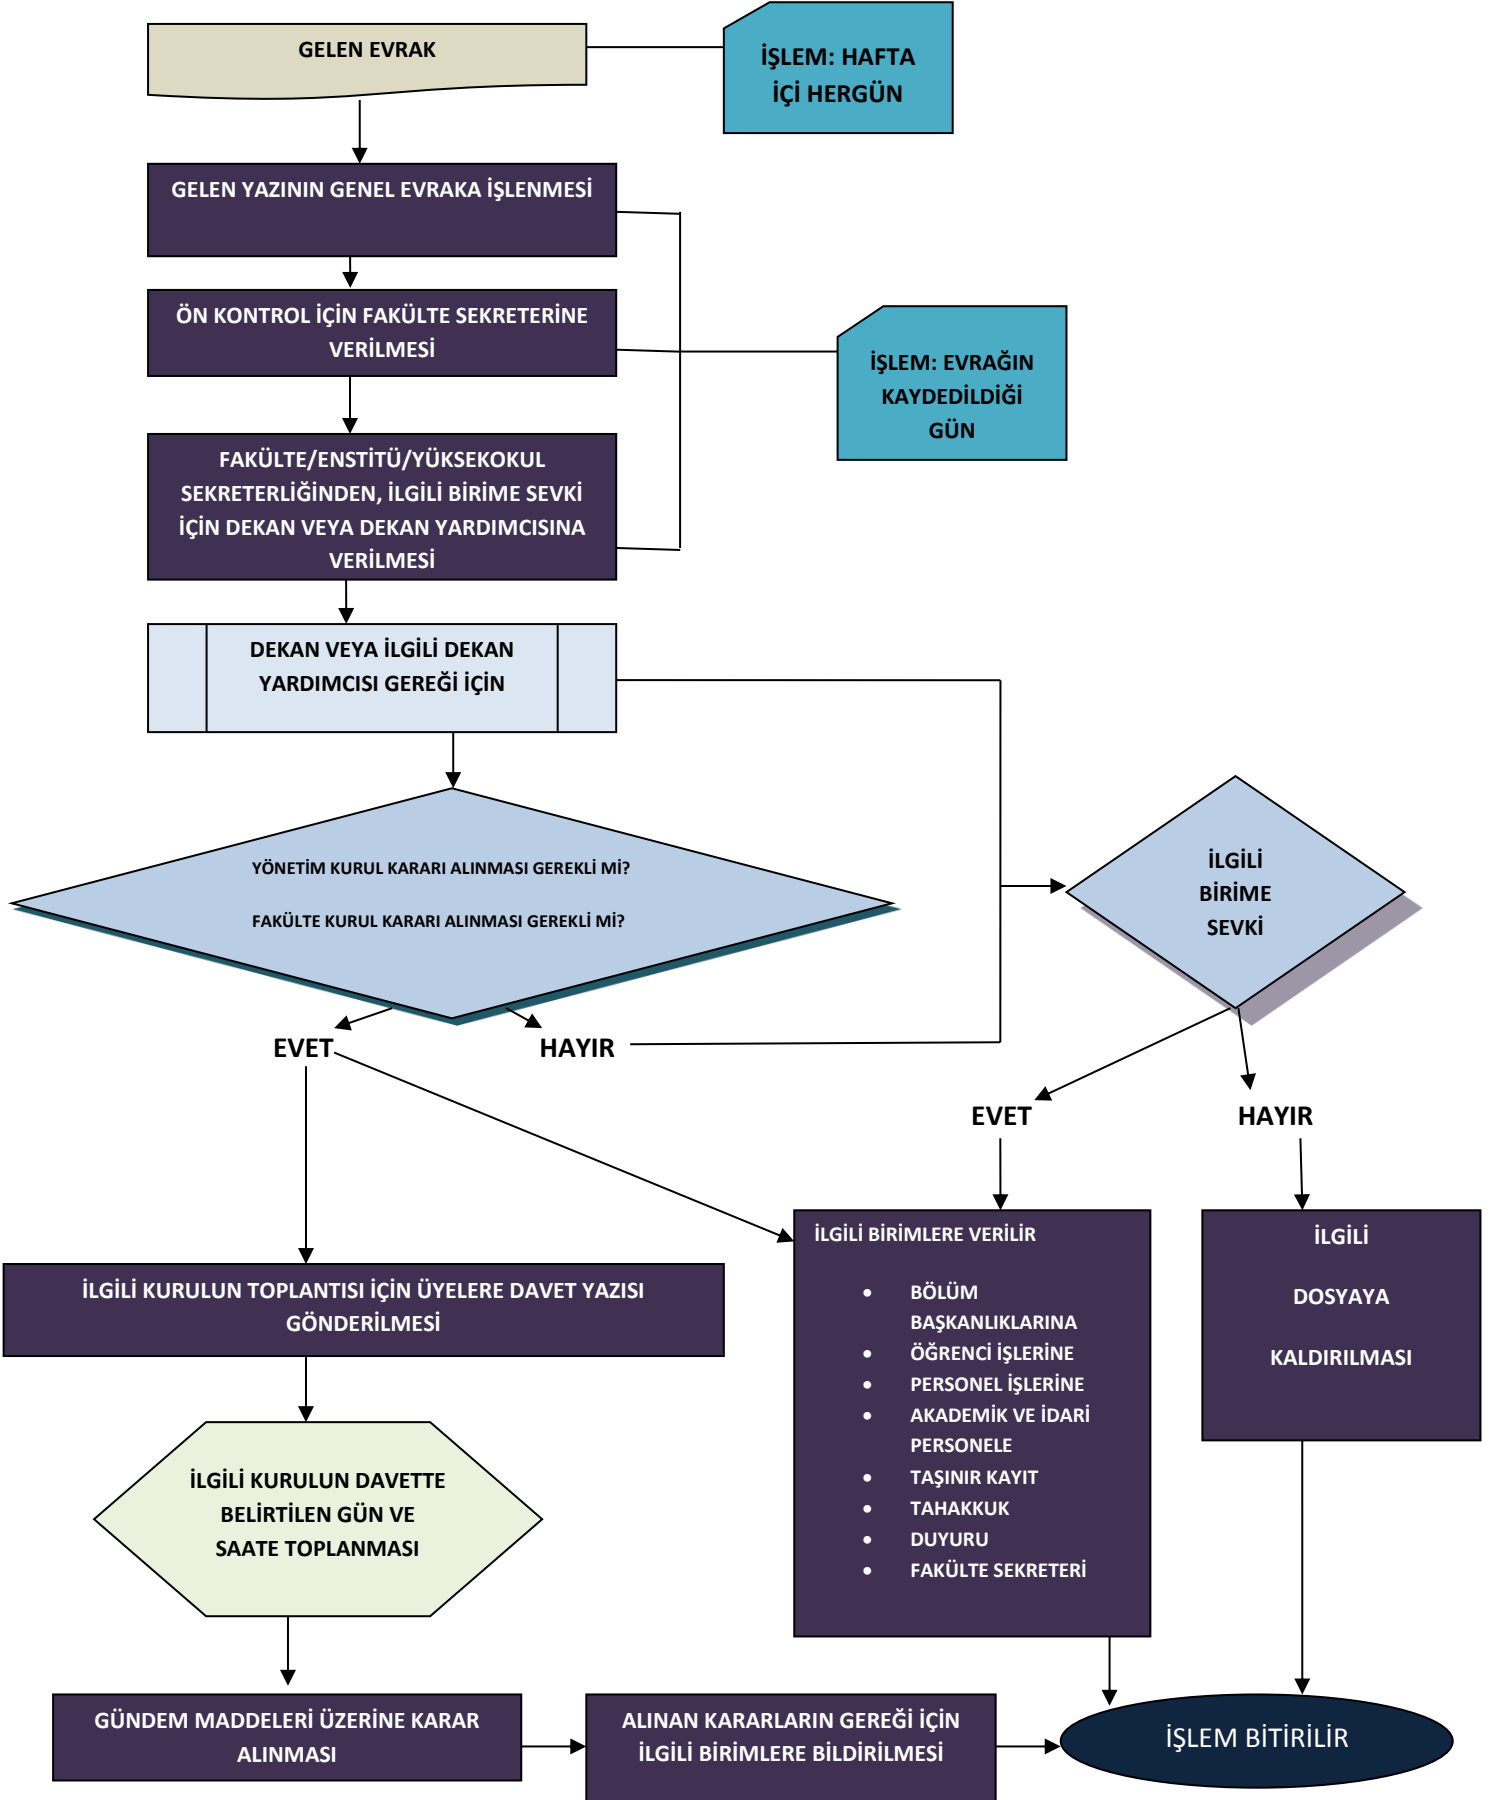 GELEN EVRAK
İŞLEM: HAFTA
İÇİ HERGÜN
GELEN YAZININ GENEL EVRAKA İŞLENMESİ
ÖN KONTROL İÇİN FAKÜLTE SEKRETERİNE
VERİLMESİ
İŞLEM: EVRAĞIN
KAYDEDİLDİĞİ
GÜN
FAKÜLTE/ENSTİTÜ/YÜKSEKOKUL
SEKRETERLİĞİNDEN, İLGİLİ BİRİME SEVKİ
İÇİN DEKAN VEYA DEKAN YARDIMCISINA
VERİLMESİ
DEKAN VEYA İLGİLİ DEKAN
YARDIMCISI GEREĞİ İÇİN
YÖNETİM KURUL KARARI ALINMASI GEREKLİ Mİ?
FAKÜLTE KURUL KARARI ALINMASI GEREKLİ Mİ?
İLGİLİ
BİRİME
SEVKİ
EVET
HAYIR
EVET
HAYIR
İLGİLİ KURULUN TOPLANTISI İÇİN ÜYELERE DAVET YAZISI
GÖNDERİLMESİ
İLGİLİ BİRİMLERE VERİLİR
• BÖLÜM
BAŞKANLIKLARINA
• ÖĞRENCİ İŞLERİNE
• PERSONEL İŞLERİNE
• AKADEMİK VE İDARİ
PERSONELE
• TAŞINIR KAYIT
• TAHAKKUK
• DUYURU
• FAKÜLTE SEKRETERİ
İLGİLİ
DOSYAYA
KALDIRILMASI
İLGİLİ KURULUN DAVETTE
BELİRTİLEN GÜN VE
SAATE TOPLANMASI
GÜNDEM MADDELERİ ÜZERİNE KARAR
ALINMASI
ALINAN KARARLARIN GEREĞİ İÇİN
İLGİLİ BİRİMLERE BİLDİRİLMESİ
İŞLEM BİTİRİLİR